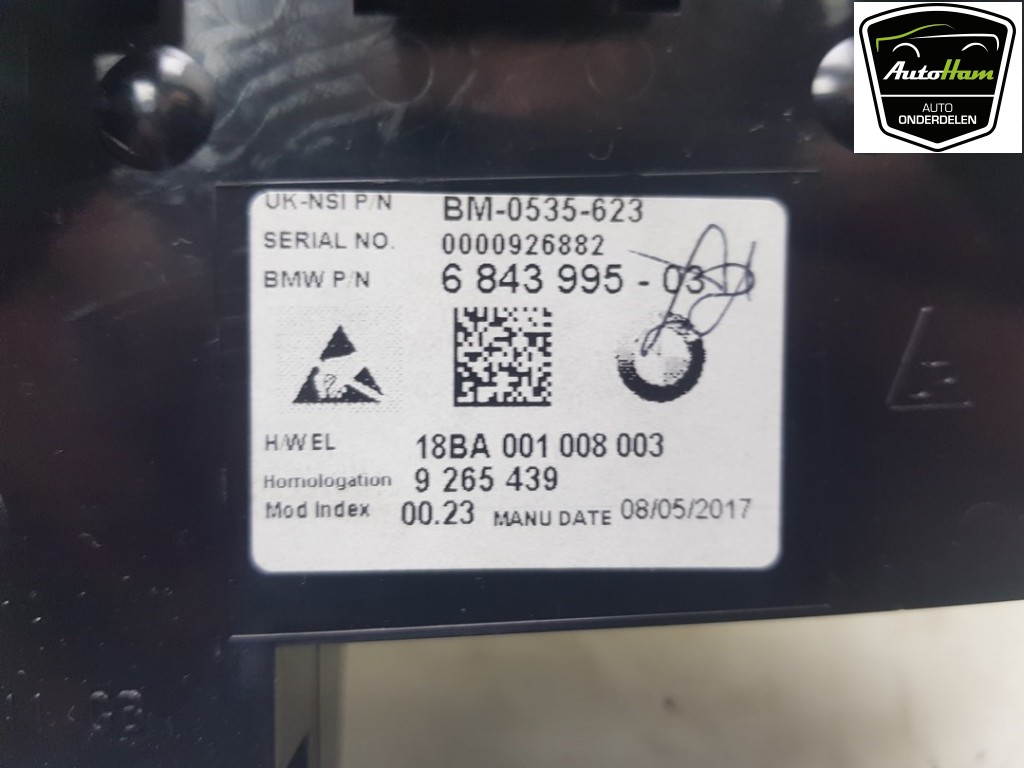 AutoHam
AUTO
ONDERDELEN
UK-NSI P/N BM-0535-623
SERIAL NO. 0000926882
BMW P/N 6 843 995 - 03
H/W EL 18BA 001 008 003
Homologation 9 265 439
Mod Index 00.23 MANU DATE 08/05/2017